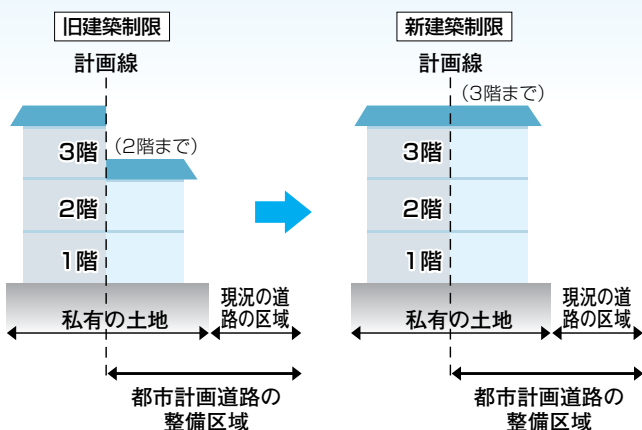 旧建築制限
計画線
(2階まで)
3階
2階
1階
私有の土地
現況の道
路の区域
都市計画道路の
整備区域
新建築制限
計画線
(3階まで)
3階
2階
1階
私有の土地
現況の道
路の区域
都市計画道路の
整備区域